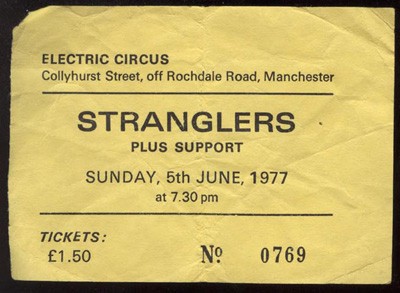 ELECTRIC CIRCUS
Collyhurst Street, off Rochdale Road, Manchester
STRANGLERS
PLUS SUPPORT
SUNDAY, 5th JUNE, 1977
at 7.30 pm
TICKETS:
£1.50 Nº 0769